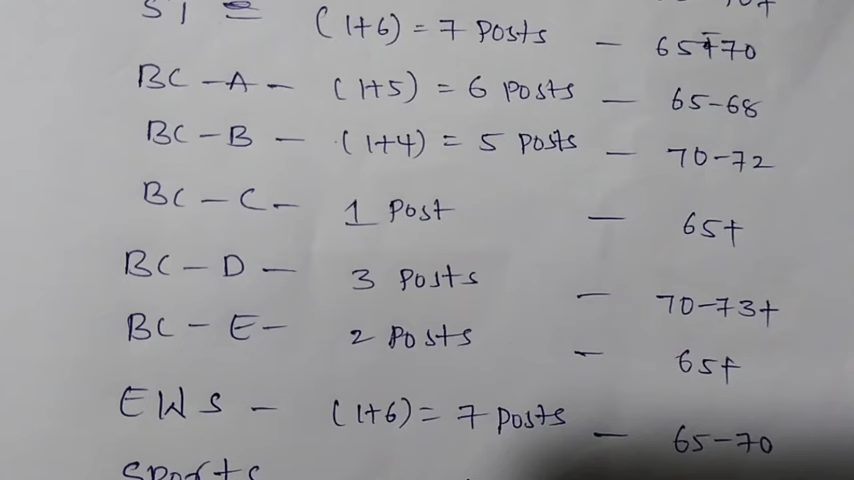 ST = (1+6) = 7 Posts - 65+70
BC - A - (1+5) = 6 Posts - 65-68
BC - B - (1+4) = 5 Posts - 70-72
BC - C - 1 Post - 65+
BC - D - 3 Posts - 70-73+
BC - E - 2 Posts - 65+
EWS - (1+6) = 7 Posts - 65-70
Sports